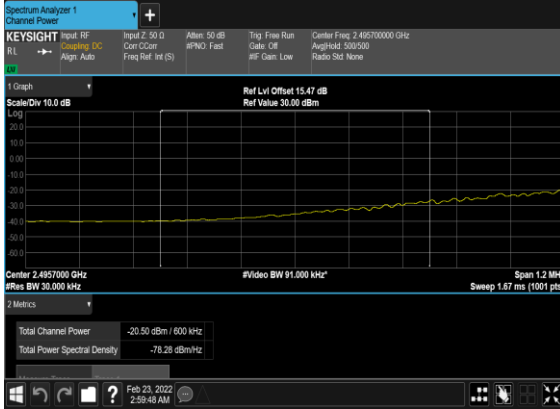 Spectrum Analyzer 1
Channel Power
KEYSIGHT Input: RF Input Z: 50 Ω Atten: 50 dB Trig: Free Run Center Freq: 2.495700000 GHz
RL Coupling: DC Corr CCorr #PNO: Fast Gate: Off Avg|Hold: 500/500
Align: Auto Freq Ref: Int (S) #IF Gain: Low Radio Std: None
1 Graph
Ref Lvl Offset 15.47 dB
Scale/Div 10.0 dB Ref Value 30.00 dBm
Log
20.0
10.0
0.00
-10.0
-20.0
-30.0
-40.0
-50.0
-60.0
Center 2.4957000 GHz #Video BW 91.000 kHz* Span 1.2 MH
#Res BW 30.000 kHz Sweep 1.67 ms (1001 pts
2 Metrics
Total Channel Power -20.50 dBm / 600 kHz
Total Power Spectral Density -78.28 dBm/Hz
Feb 23, 2022
2:59:48 AM